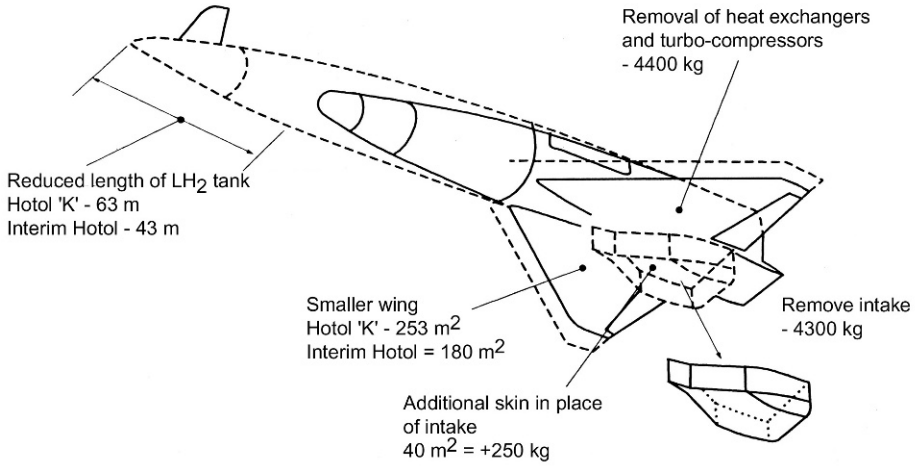 Removal of heat exchangers
and turbo-compressors
- 4400 kg
Reduced length of LH₂ tank
Hotol 'K' - 63 m
Interim Hotol - 43 m
Smaller wing
Hotol 'K' - 253 m²
Interim Hotol = 180 m²
Remove intake
- 4300 kg
Additional skin in place
of intake
40 m² = +250 kg